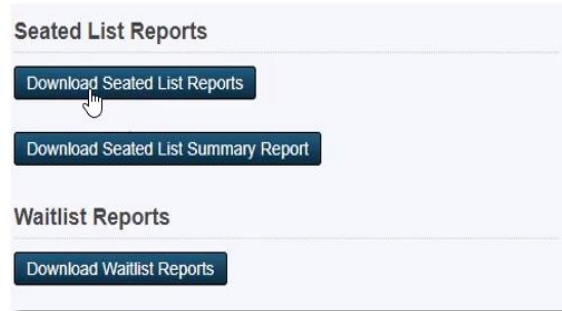 Seated List Reports
Download Seated List Reports
Download Seated List Summary Report
Waitlist Reports
Download Waitlist Reports